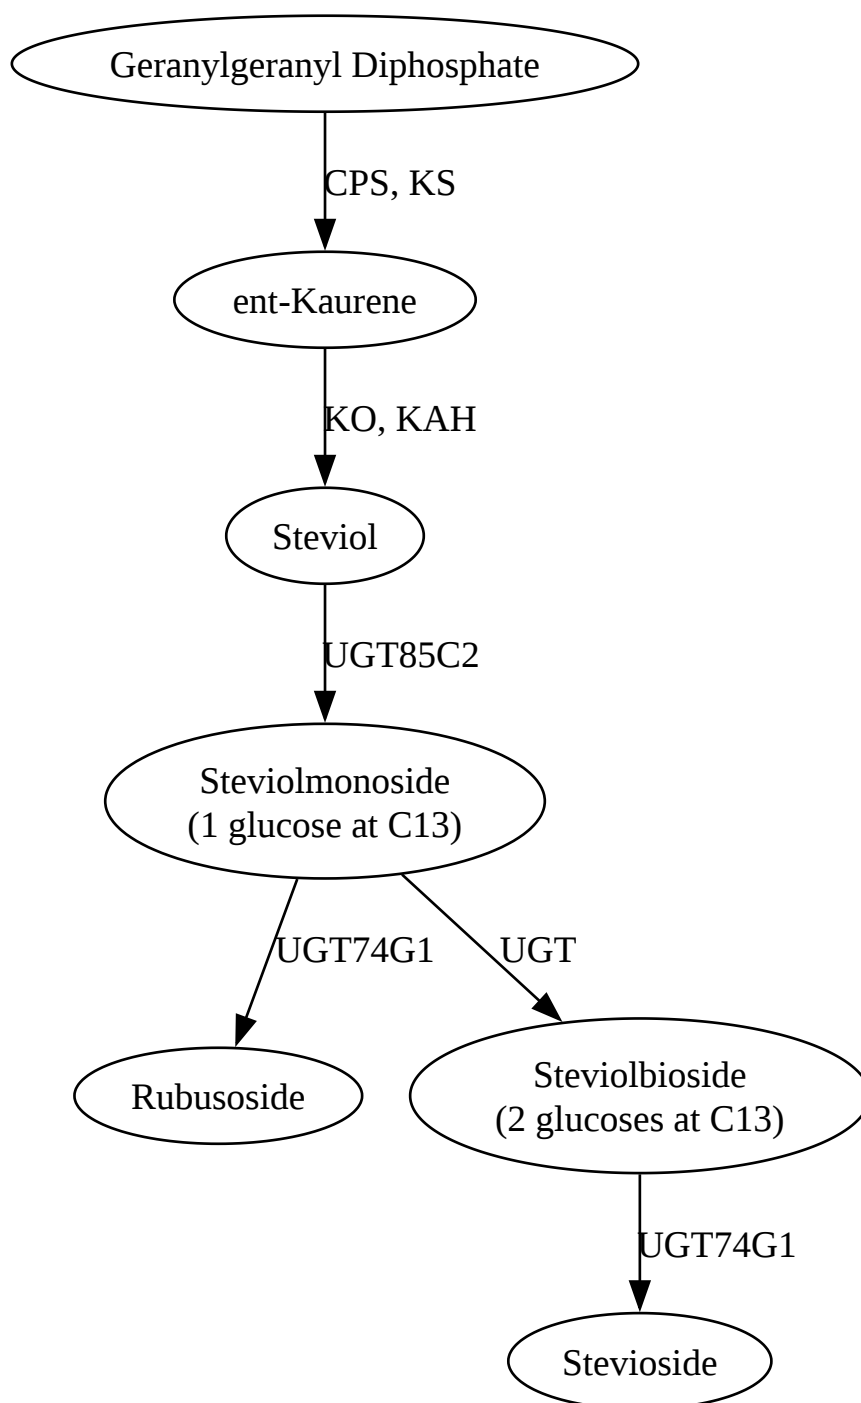 Geranylgeranyl Diphosphate
CPS, KS
ent-Kaurene
KO, KAH
Steviol
UGT85C2
Steviolmonoside
(1 glucose at C13)
UGT74G1
UGT
Rubusoside
Steviolbioside
(2 glucoses at C13)
UGT74G1
Stevioside